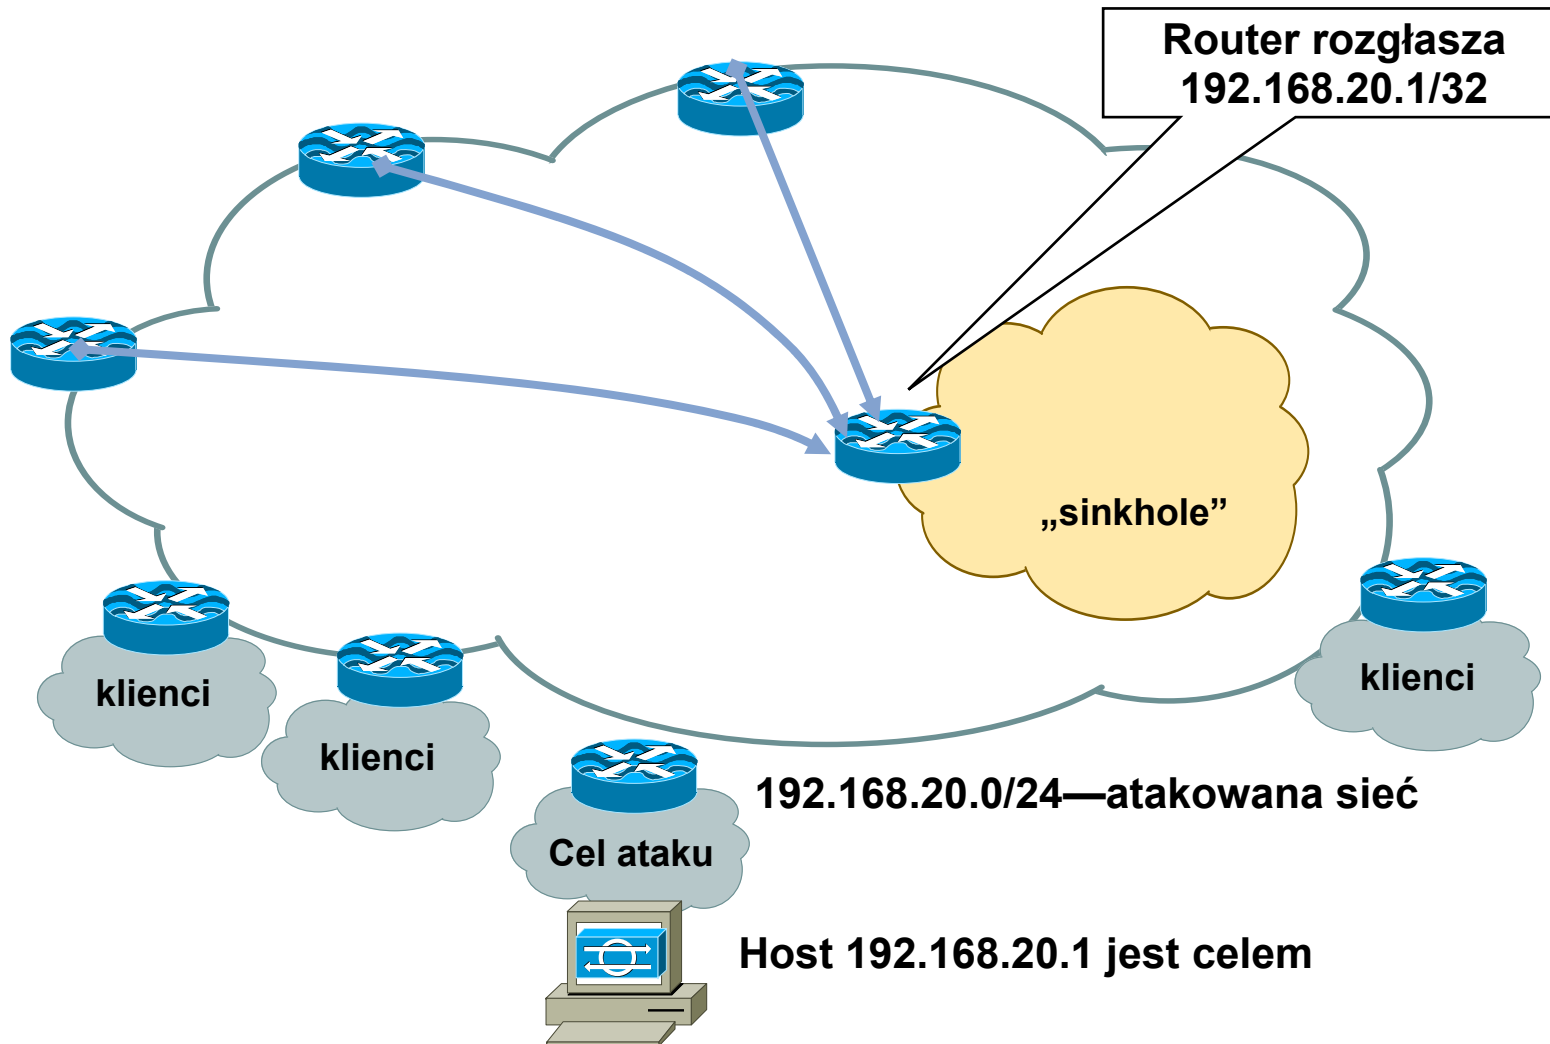 Router rozgłasza
192.168.20.1/32
„sinkhole”
klienci
klienci
klienci
192.168.20.0/24—atakowana sieć
Cel ataku
Host 192.168.20.1 jest celem